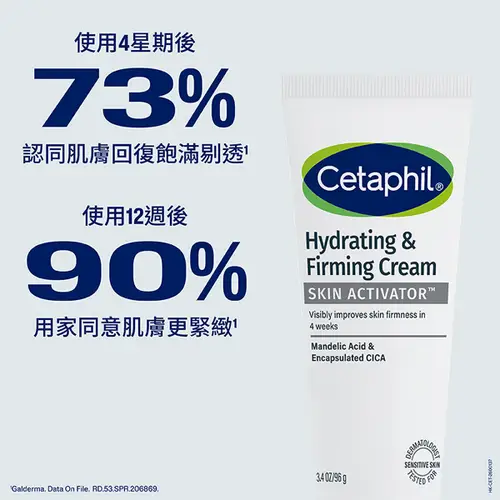 使用4星期後
73%
認同肌膚回復飽滿剔透¹
使用12週後
90%
用家同意肌膚更緊緻¹
Cetaphil®
Hydrating &
Firming Cream
SKIN ACTIVATOR™
Visibly improves skin firmness in
4 weeks
Mandelic Acid &
Encapsulated CICA
DERMATOLOGIST
SENSITIVE SKIN
TESTED FOR
3.4 OZ/96 g
¹Galderma. Data On File. RD.53.SPR.206869.